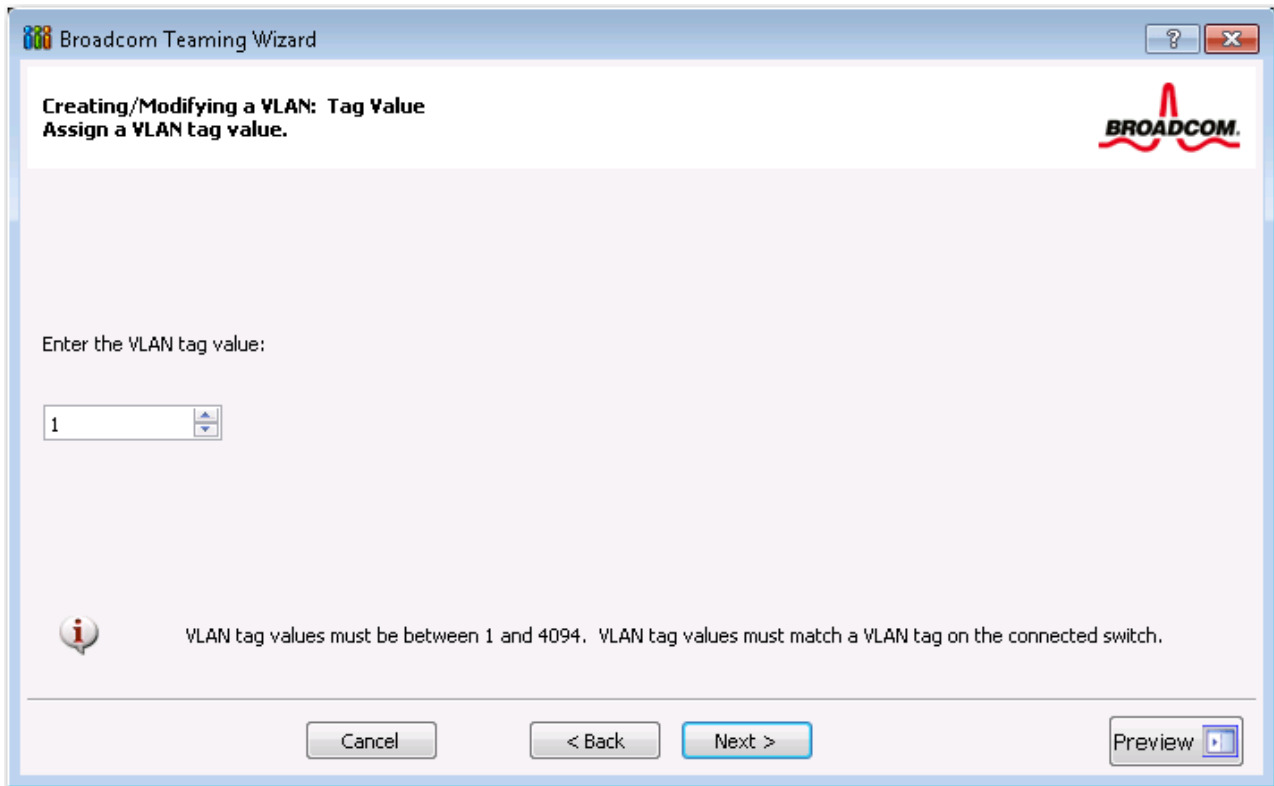 Broadcom Teaming Wizard
?
Creating/Modifying a VLAN: Tag Value
Assign a VLAN tag value.
BROADCOM.
Enter the VLAN tag value:
1
VLAN tag values must be between 1 and 4094. VLAN tag values must match a VLAN tag on the connected switch.
Cancel
< Back
Next >
Preview